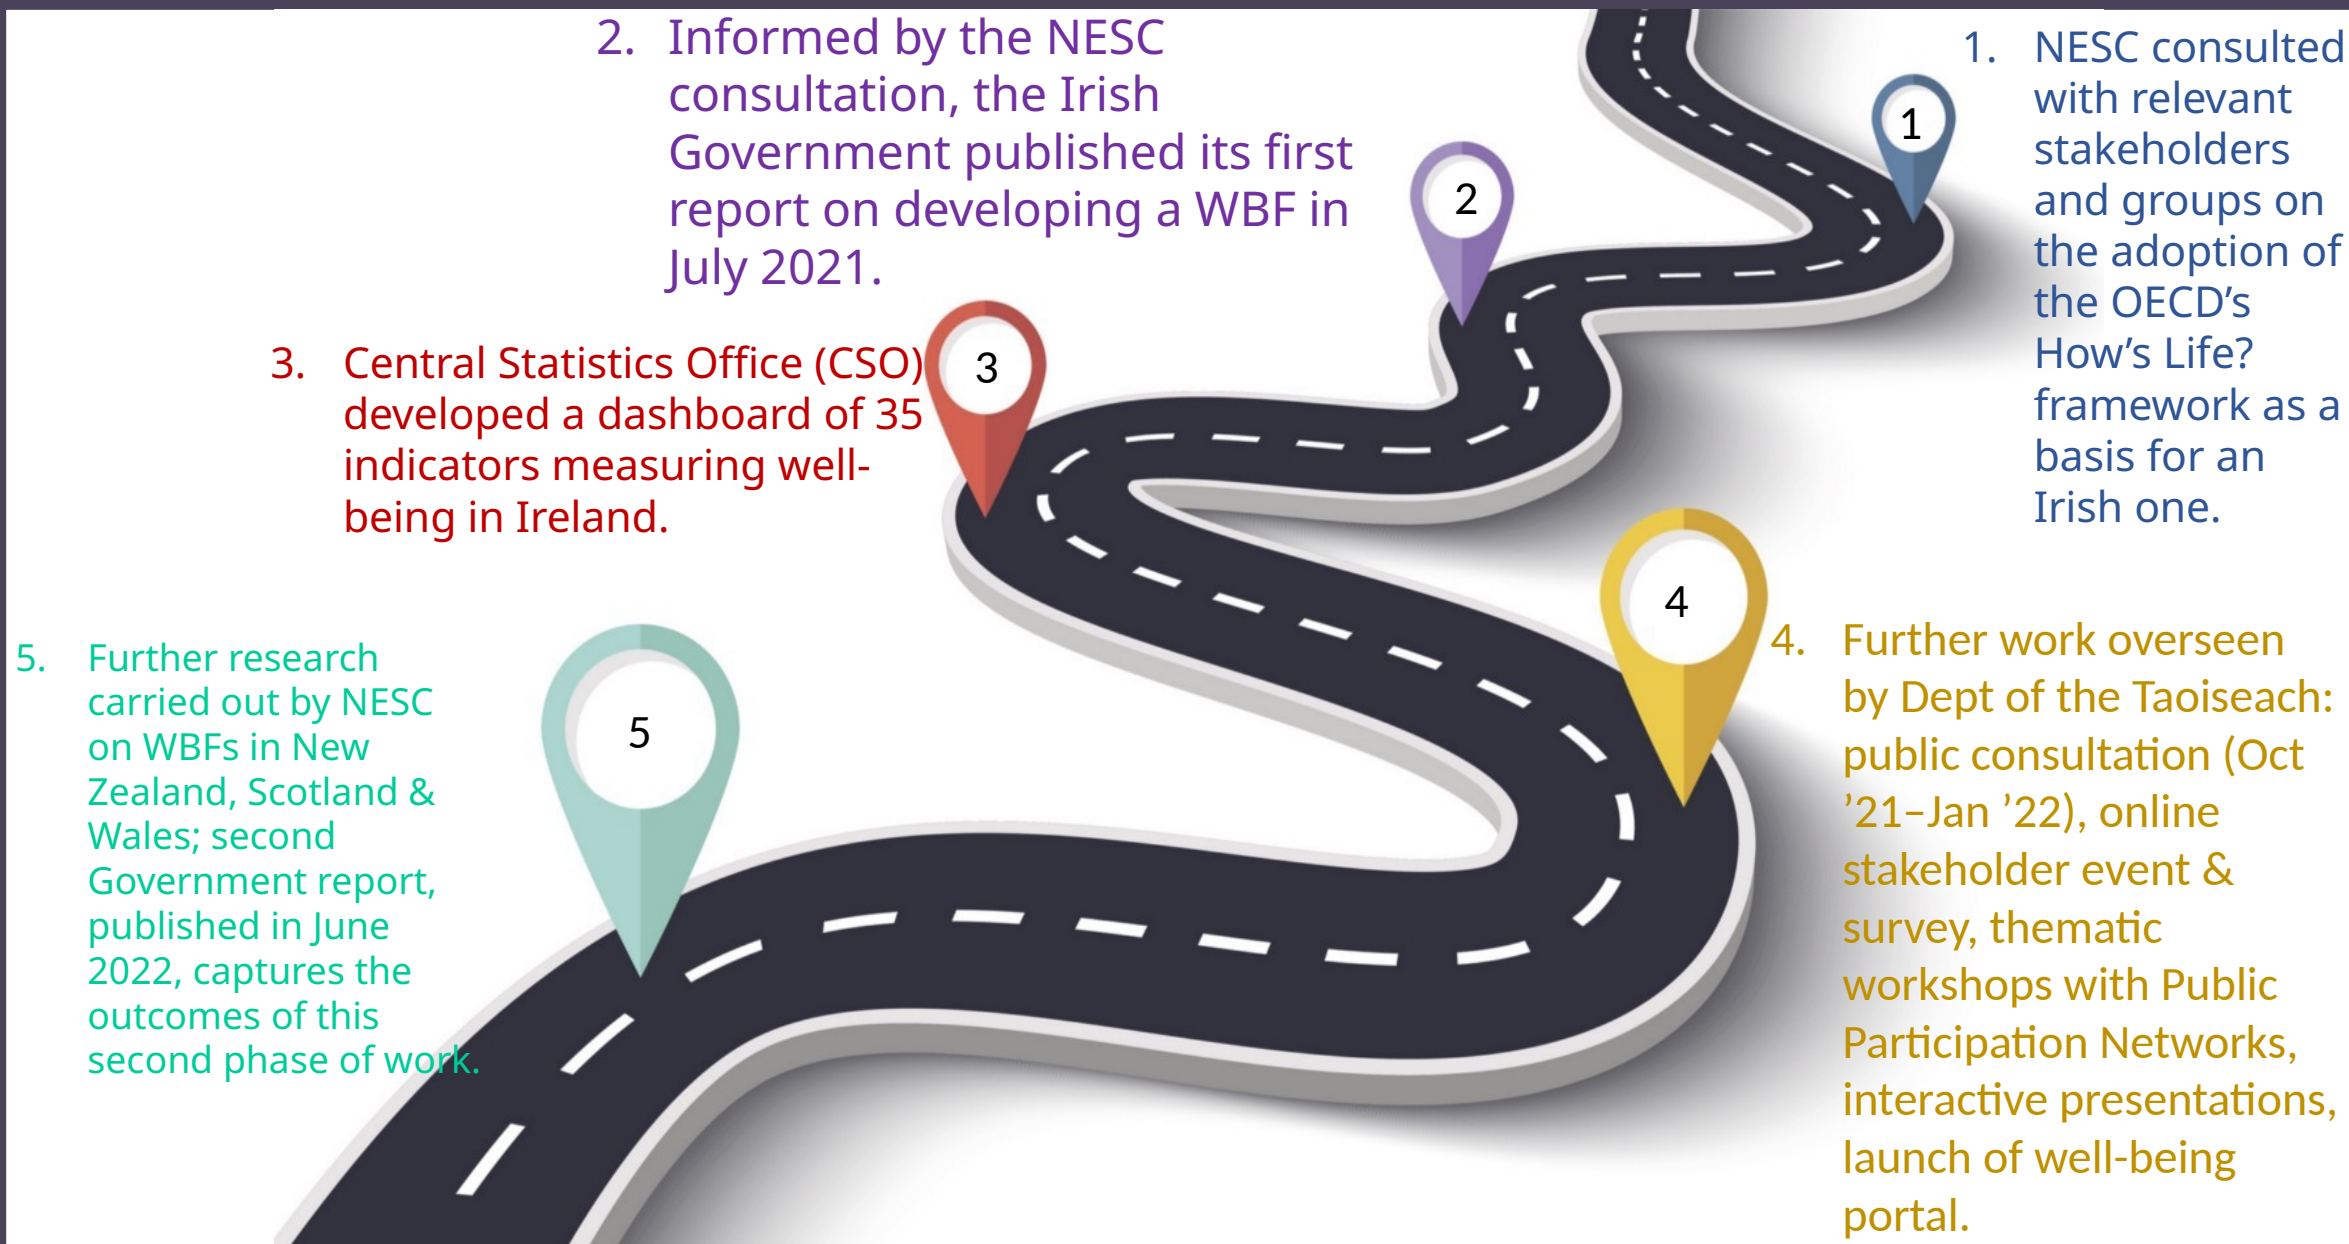 1. NESC consulted
with relevant
stakeholders
and groups on
the adoption of
the OECD’s
How’s Life?
framework as a
basis for an
Irish one.
2. Informed by the NESC
consultation, the Irish
Government published its first
report on developing a WBF in
July 2021.
3. Central Statistics Office (CSO)
developed a dashboard of 35
indicators measuring well-
being in Ireland.
4. Further work overseen
by Dept of the Taoiseach:
public consultation (Oct
’21–Jan ’22), online
stakeholder event &
survey, thematic
workshops with Public
Participation Networks,
interactive presentations,
launch of well-being
portal.
5. Further research
carried out by NESC
on WBFs in New
Zealand, Scotland &
Wales; second
Government report,
published in June
2022, captures the
outcomes of this
second phase of work.
1
2
3
4
5